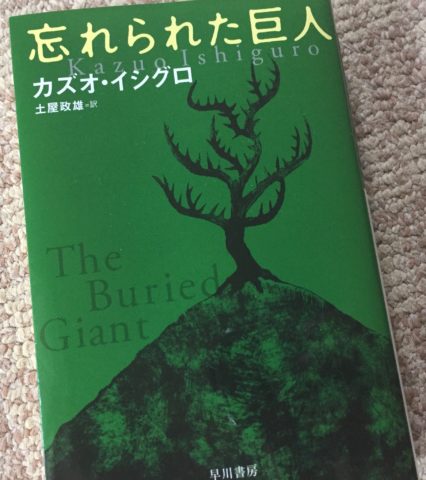 忘れられた巨人
Kazuo Ishiguro
カズオ・イシグロ
土屋政雄=訳
The
Buried
Giant
早川書房